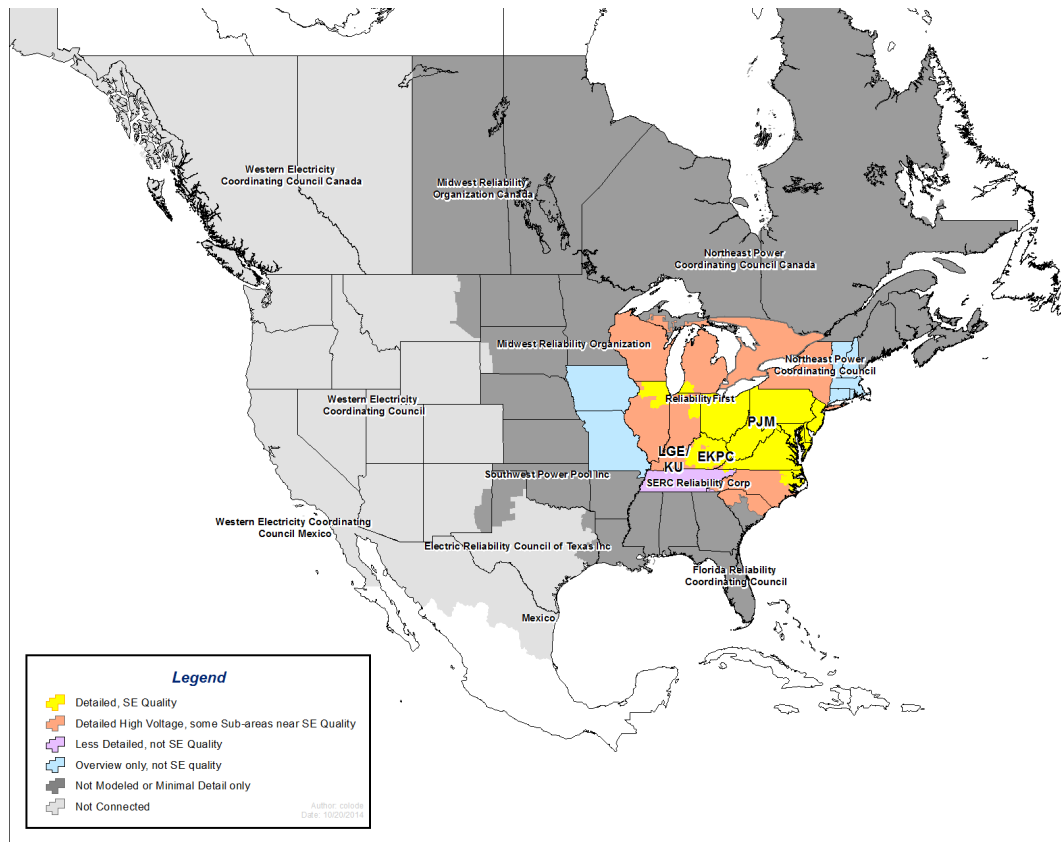 Western Electricity
Coordinating Council Canada
Midwest Reliability
Organization Canada
Northeast Power
Coordinating Council Canada
Midwest Reliability Organization
Northeast Power
Coordinating Council
Western Electricity
Coordinating Council
ReliabilityFirst
PJM
LGE/
KU
EKPC
Southwest Power Pool Inc
SERC Reliability Corp
Western Electricity Coordinating
Council Mexico
Electric Reliability Council of Texas Inc
Florida Reliability
Coordinating Council
Mexico
Legend
Detailed, SE Quality
Detailed High Voltage, some Sub-areas near SE Quality
Less Detailed, not SE Quality
Overview only, not SE quality
Not Modeled or Minimal Detail only
Not Connected
Author: colode
Date: 10/20/2014